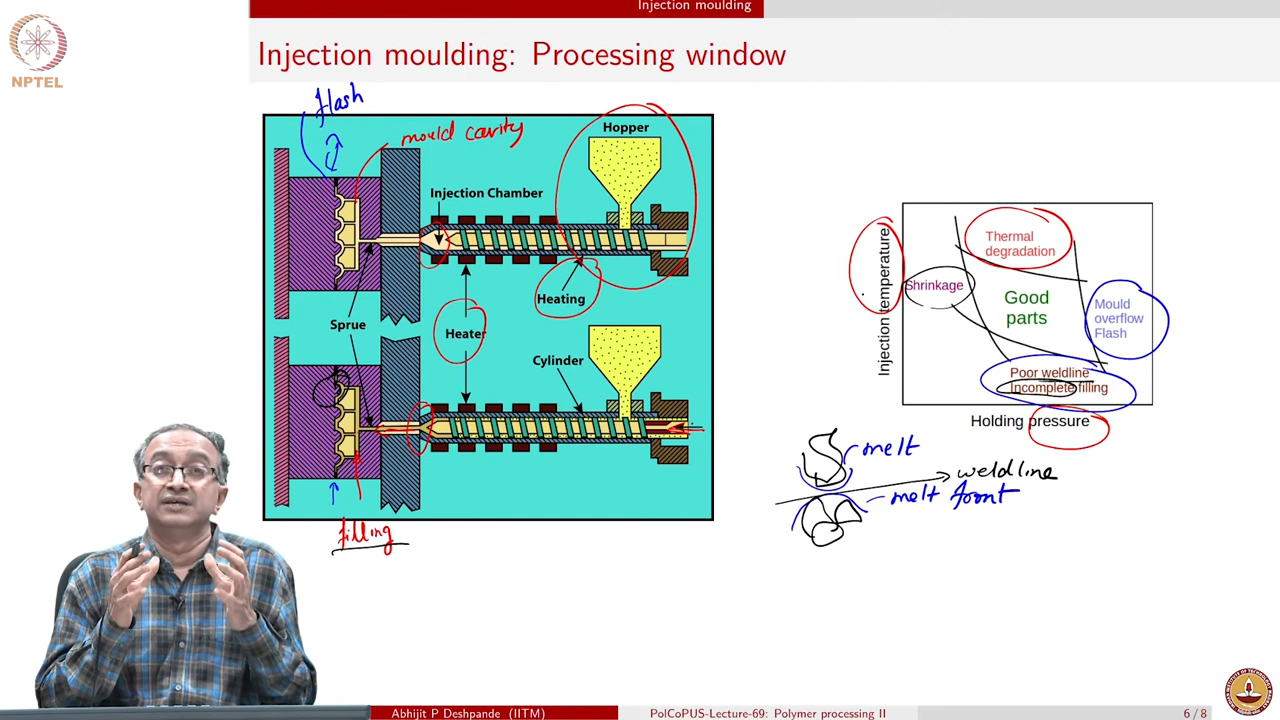 Injection moulding
Injection moulding: Processing window
NPTEL
flash
mould cavity
Hopper
Injection Chamber
Heating
Sprue
Heater
Cylinder
filling
Injection temperature
Thermal
degradation
Shrinkage
Good
parts
Mould
overflow
Flash
Poor weldline
Incomplete filling
Holding pressure
melt
weldline
melt front
Abhijit P Deshpande (IITM)
PolCoPUS-Lecture-69: Polymer processing II
6 / 8